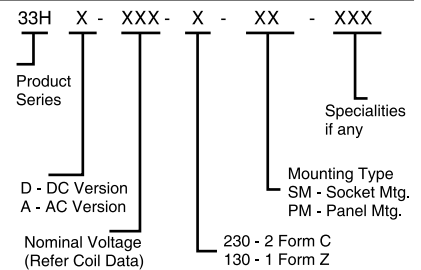 33H X - XXX - X - XX - XXX
Product
Series
Specialities
if any
D - DC Version
A - AC Version
Mounting Type
SM - Socket Mtg.
PM - Panel Mtg.
Nominal Voltage
(Refer Coil Data)
230 - 2 Form C
130 - 1 Form Z